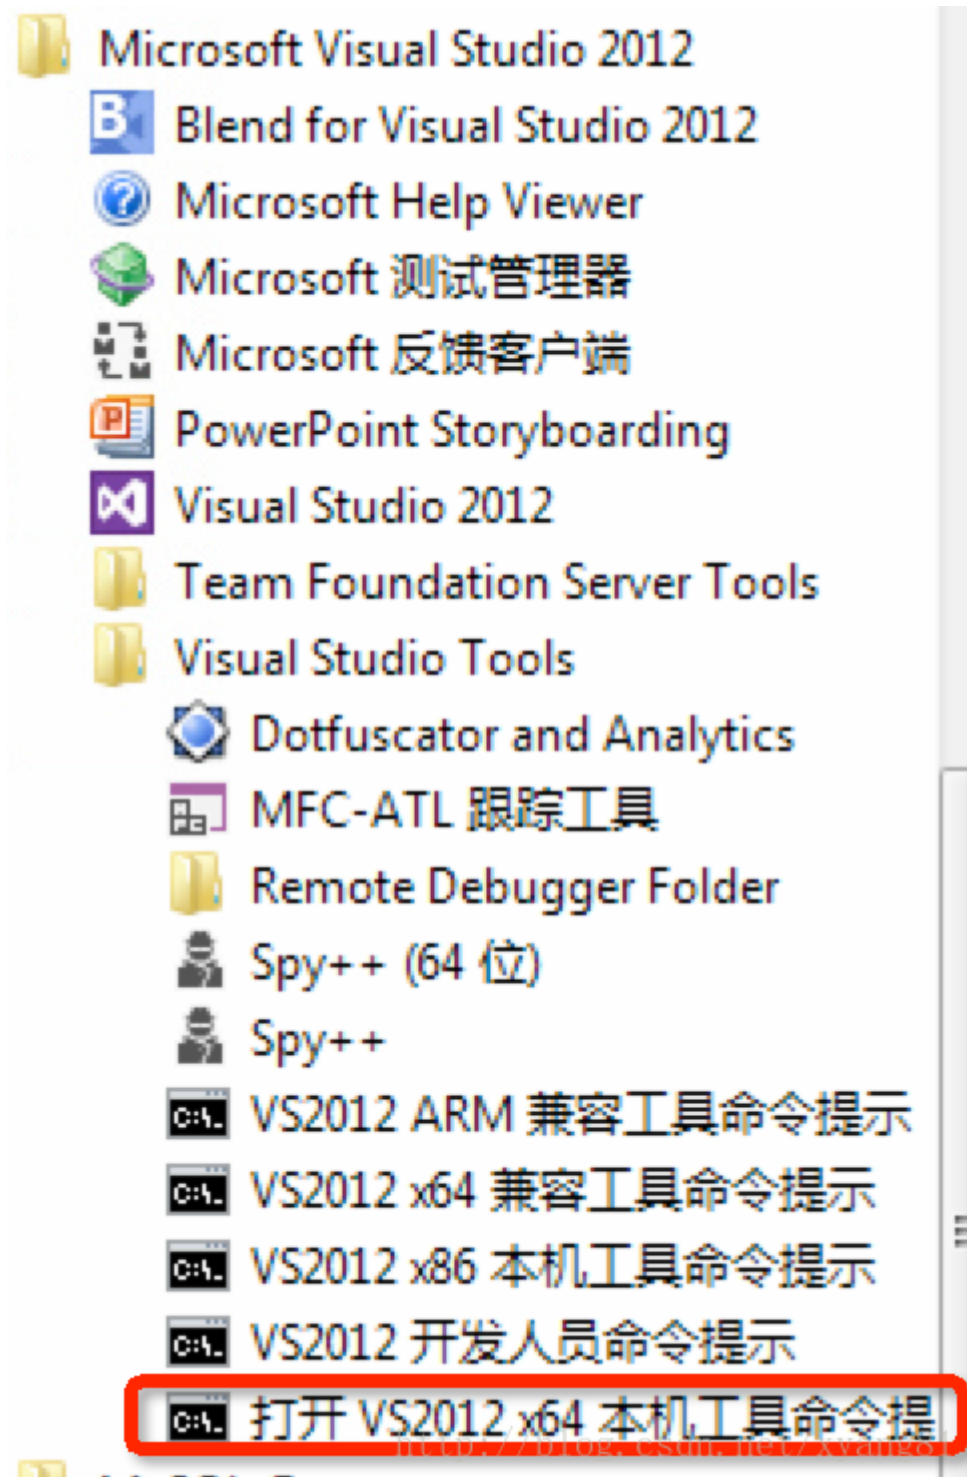 Microsoft Visual Studio 2012
Blend for Visual Studio 2012
Microsoft Help Viewer
Microsoft 测试管理器
Microsoft 反馈客户端
PowerPoint Storyboarding
Visual Studio 2012
Team Foundation Server Tools
Visual Studio Tools
Dotfuscator and Analytics
MFC-ATL 跟踪工具
Remote Debugger Folder
Spy++ (64 位)
Spy++
VS2012 ARM 兼容工具命令提示
VS2012 x64 兼容工具命令提示
VS2012 x86 本机工具命令提示
VS2012 开发人员命令提示
打开 VS2012 x64 本机工具命令提
http://blog.csdn.net/xyang81